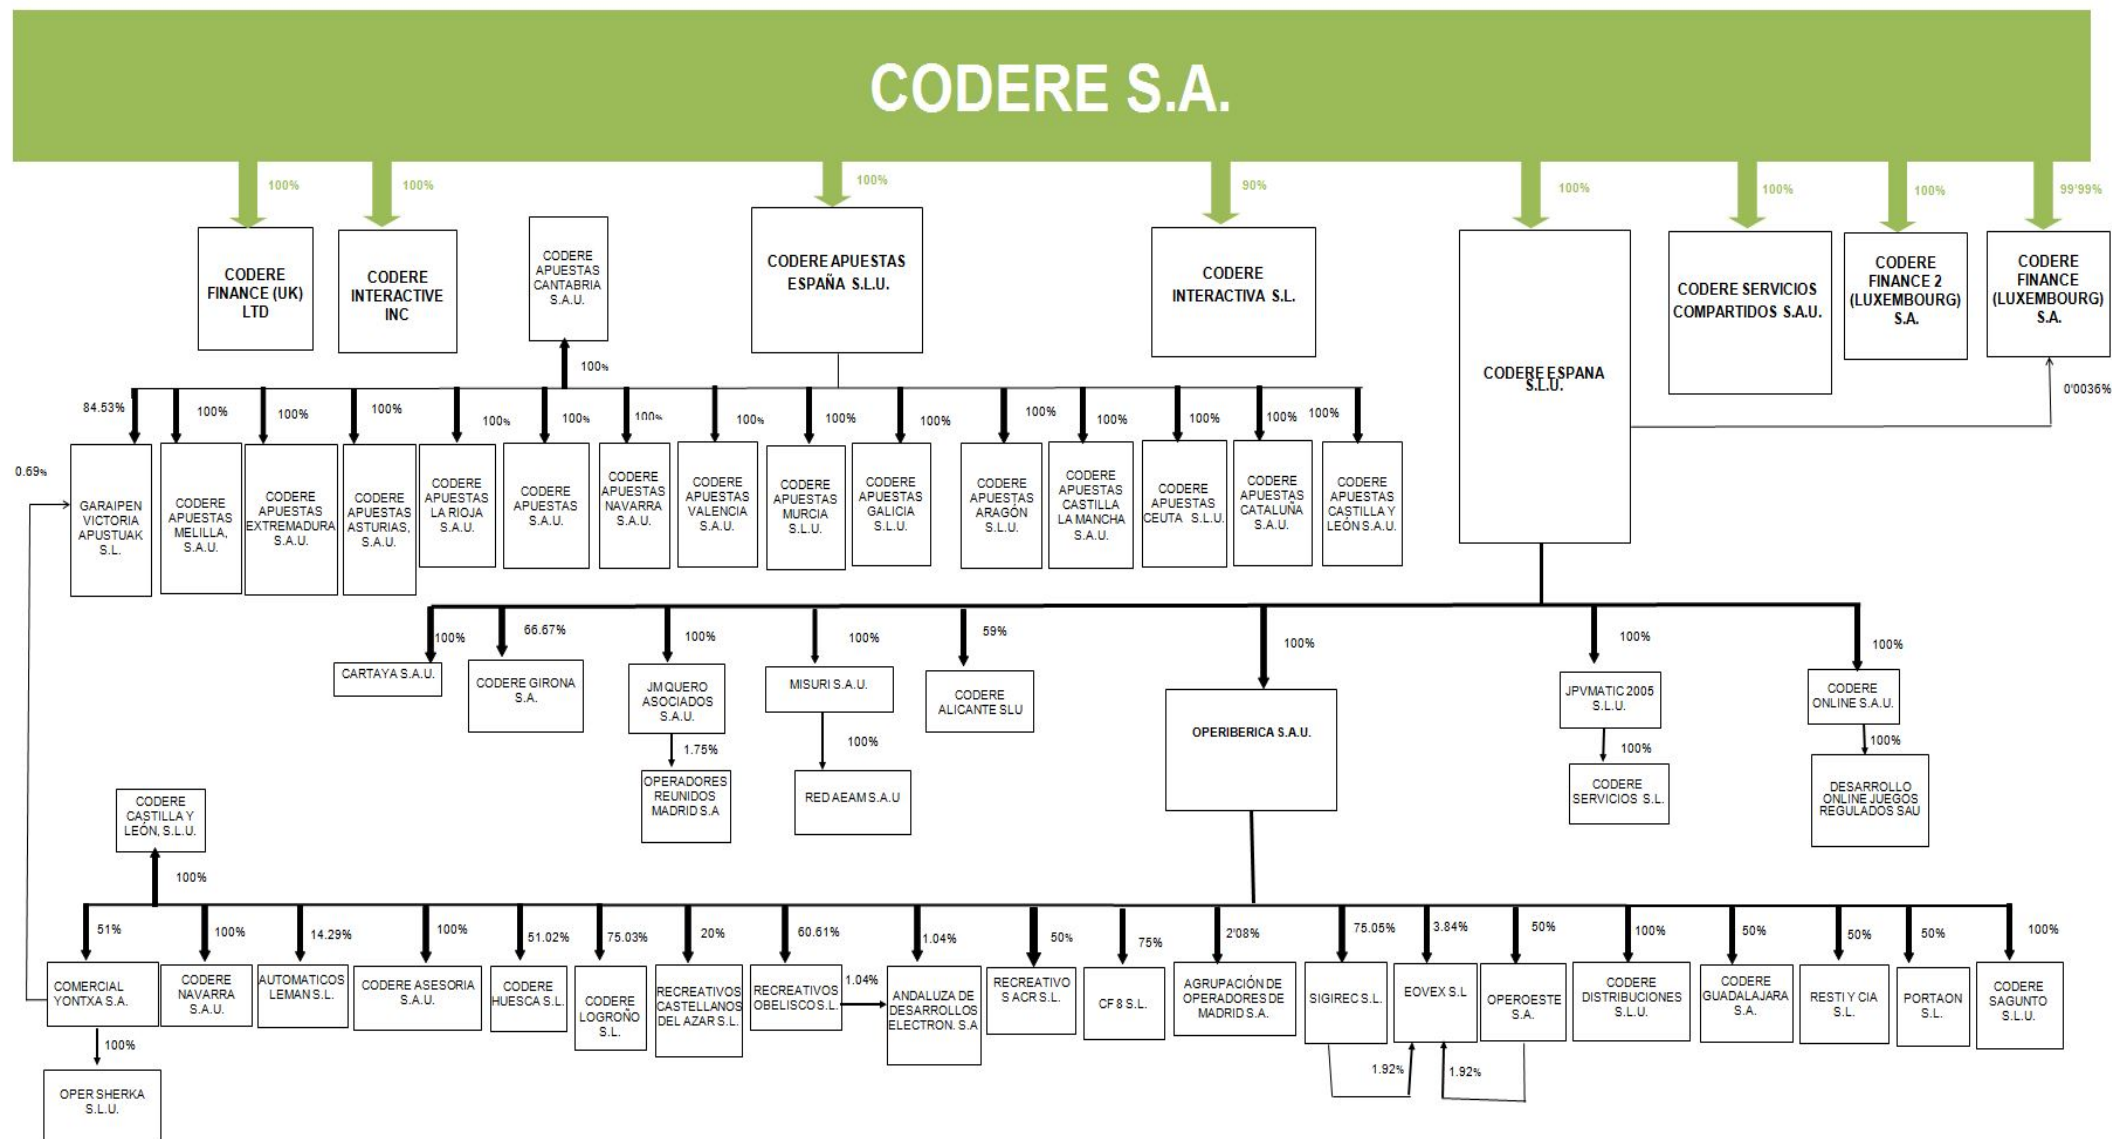 CODERE S.A.
100%
100%
100%
90%
100%
100%
100%
99'99%
CODERE
FINANCE (UK)
LTD
CODERE
INTERACTIVE
INC
CODERE
APUESTAS
CANTABRIA
S.A.U.
CODERE APUESTAS
ESPAÑA S.L.U.
CODERE
INTERACTIVA S.L.
CODERE ESPANA
S.L.U.
CODERE SERVICIOS
COMPARTIDOS S.A.U.
CODERE
FINANCE 2
(LUXEMBOURG)
S.A.
CODERE
FINANCE
(LUXEMBOURG)
S.A.
100%
0'0036%
84.53%
100%
100%
100%
100%
100%
100%
100%
100%
100%
100%
100%
100%
100%
100%
0.69%
GARAIPEN
VICTORIA
APUSTUAK
S.L.
CODERE
APUESTAS
MELILLA,
S.A.U.
CODERE
APUESTAS
EXTREMADURA
S.A.U.
CODERE
APUESTAS
ASTURIAS,
S.A.U.
CODERE
APUESTAS
LA RIOJA
S.A.U.
CODERE
APUESTAS
S.A.U.
CODERE
APUESTAS
NAVARRA
S.A.U.
CODERE
APUESTAS
VALENCIA
S.A.U.
CODERE
APUESTAS
MURCIA
S.L.U.
CODERE
APUESTAS
GALICIA
S.L.U.
CODERE
APUESTAS
ARAGÓN
S.L.U.
CODERE
APUESTAS
CASTILLA
LA MANCHA
S.A.U.
CODERE
APUESTAS
CEUTA S.L.U.
CODERE
APUESTAS
CATALUÑA
S.A.U.
CODERE
APUESTAS
CASTILLA Y
LEÓN S.A.U.
100%
66.67%
100%
100%
59%
100%
100%
100%
CARTAYA S.A.U.
CODERE GIRONA
S.A.
JM QUERO
ASOCIADOS
S.A.U.
MISURI S.A.U.
CODERE
ALICANTE SLU
OPERIBERICA S.A.U.
JPVMATIC 2005
S.L.U.
CODERE
ONLINE S.A.U.
1.75%
100%
100%
100%
OPERADORES
REUNIDOS
MADRID S.A
RED AEAM S.A.U
CODERE
SERVICIOS S.L.
DESARROLLO
ONLINE JUEGOS
REGULADOS SAU
CODERE
CASTILLA Y
LEÓN, S.L.U.
100%
51%
100%
14.29%
100%
51.02%
75.03%
20%
60.61%
1.04%
50%
75%
2'08%
75.05%
3.84%
50%
100%
50%
50%
50%
100%
COMERCIAL
YONTXA S.A.
CODERE
NAVARRA
S.A.U.
AUTOMATICOS
LEMAN S.L.
CODERE ASESORIA
S.A.U.
CODERE
HUESCA S.L.
CODERE
LOGROÑO
S.L.
RECREATIVOS
CASTELLANOS
DEL AZAR S.L.
RECREATIVOS
OBELISCO S.L.
1.04%
ANDALUZA DE
DESARROLLOS
ELECTRON. S.A
RECREATIVO
S ACR S.L.
CF8 S.L.
AGRUPACIÓN DE
OPERADORES DE
MADRID S.A.
SIGIREC S.L.
EOVEX S.L
OPEROESTE
S.A.
CODERE
DISTRIBUCIONES
S.L.U.
CODERE
GUADALAJARA
S.A.
RESTI Y CIA
S.L.
PORTAON
S.L.
CODERE
SAGUNTO
S.L.U.
100%
1.92%
1.92%
OPER SHERKA
S.L.U.